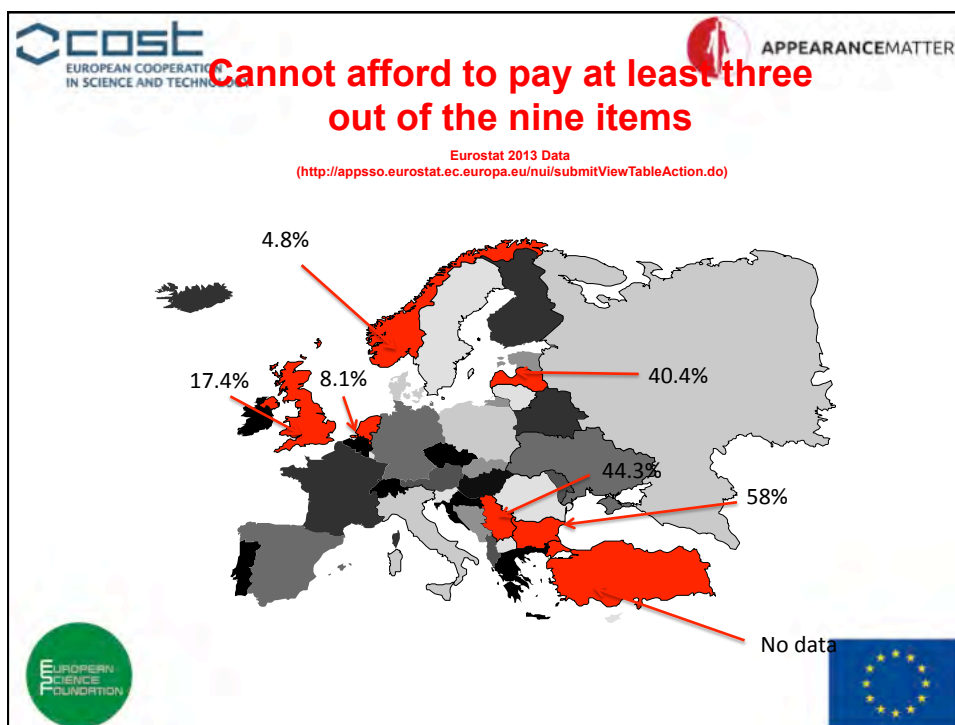 cost
EUROPEAN COOPERATION
IN SCIENCE AND TECHNOLOGY
APPEARANCEMATTER
Cannot afford to pay at least three
out of the nine items
Eurostat 2013 Data
(http://appsso.eurostat.ec.europa.eu/nui/submitViewTableAction.do)
4.8%
17.4%
8.1%
40.4%
44.3%
58%
No data
EUROPEAN
SCIENCE
FOUNDATION